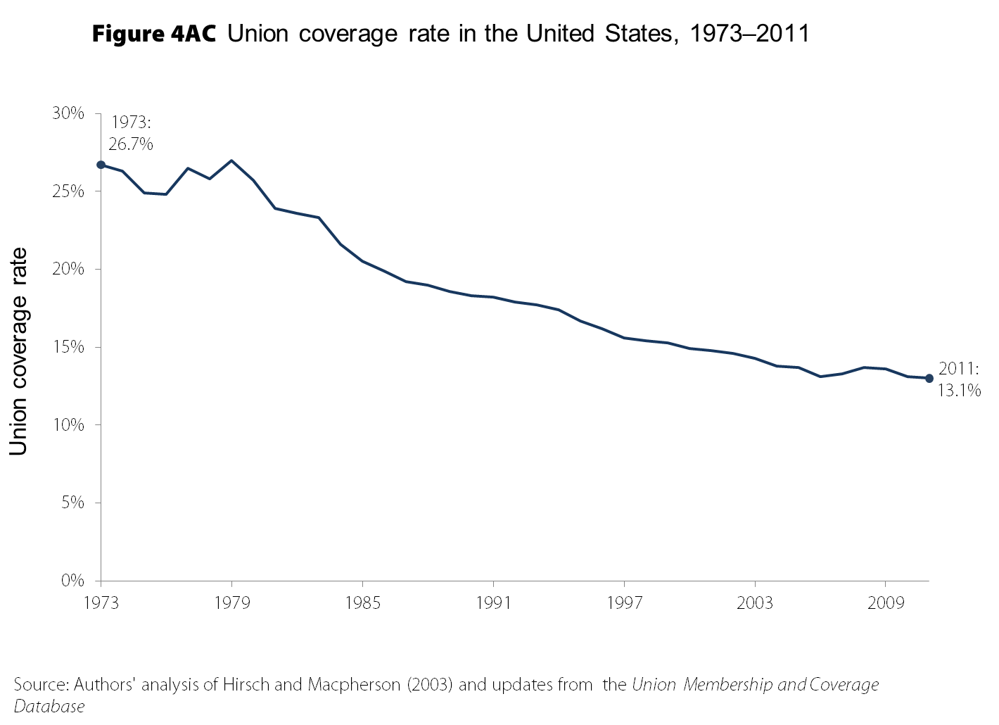 Figure 4AC Union coverage rate in the United States, 1973–2011
30%
1973:
26.7%
25%
20%
15%
10%
5%
0%
Union coverage rate
2011:
13.1%
1973 1979 1985 1991 1997 2003 2009
Source: Authors' analysis of Hirsch and Macpherson (2003) and updates from the Union Membership and Coverage
Database